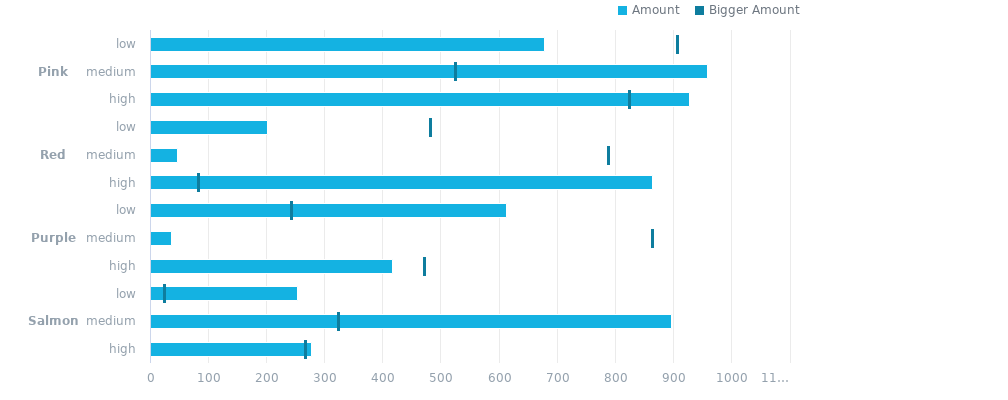 Amount Bigger Amount
low
Pink medium
high
low
Red medium
high
low
Purple medium
high
low
Salmon medium
high
0 100 200 300 400 500 600 700 800 900 1000 11...